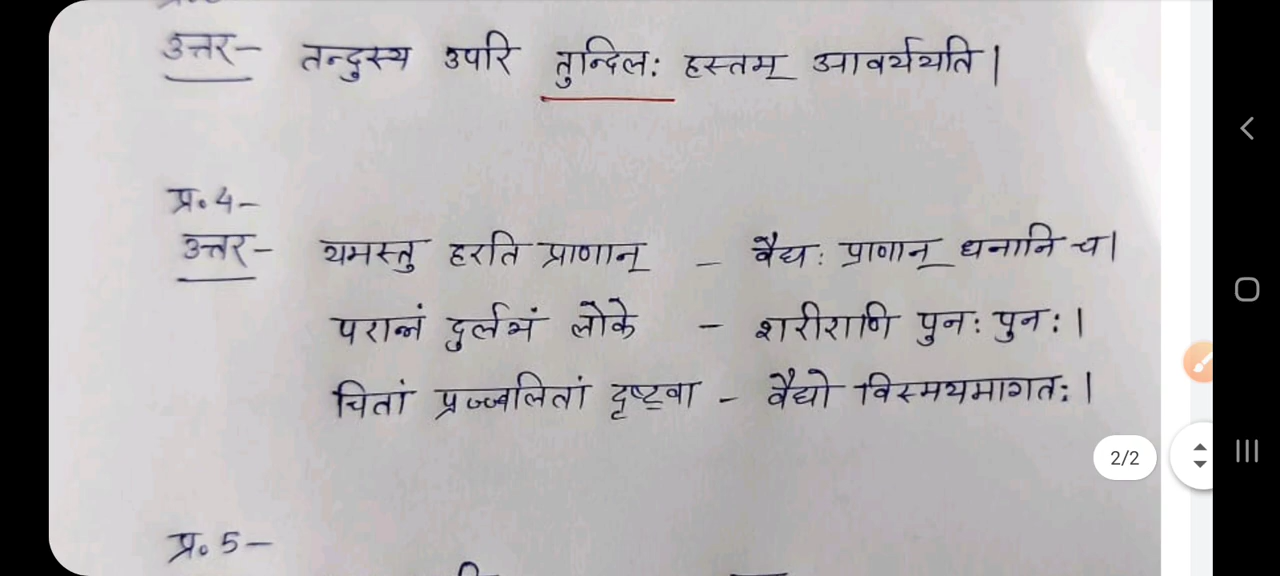 उत्तर- तन्दुस्य उपरि तुन्दिलः हस्तम् आवर्ययति।
प्र.4-
उत्तर- यमस्तु हरति प्राणान् - वैद्यः प्राणान् धनानि च।
परान्नं दुर्लभं लोके - शरीराणि पुनः पुनः।
चितां प्रज्ज्वलितां दृष्ट्वा - वैद्यो विस्मयमागतः।
2/2
प्र. 5-